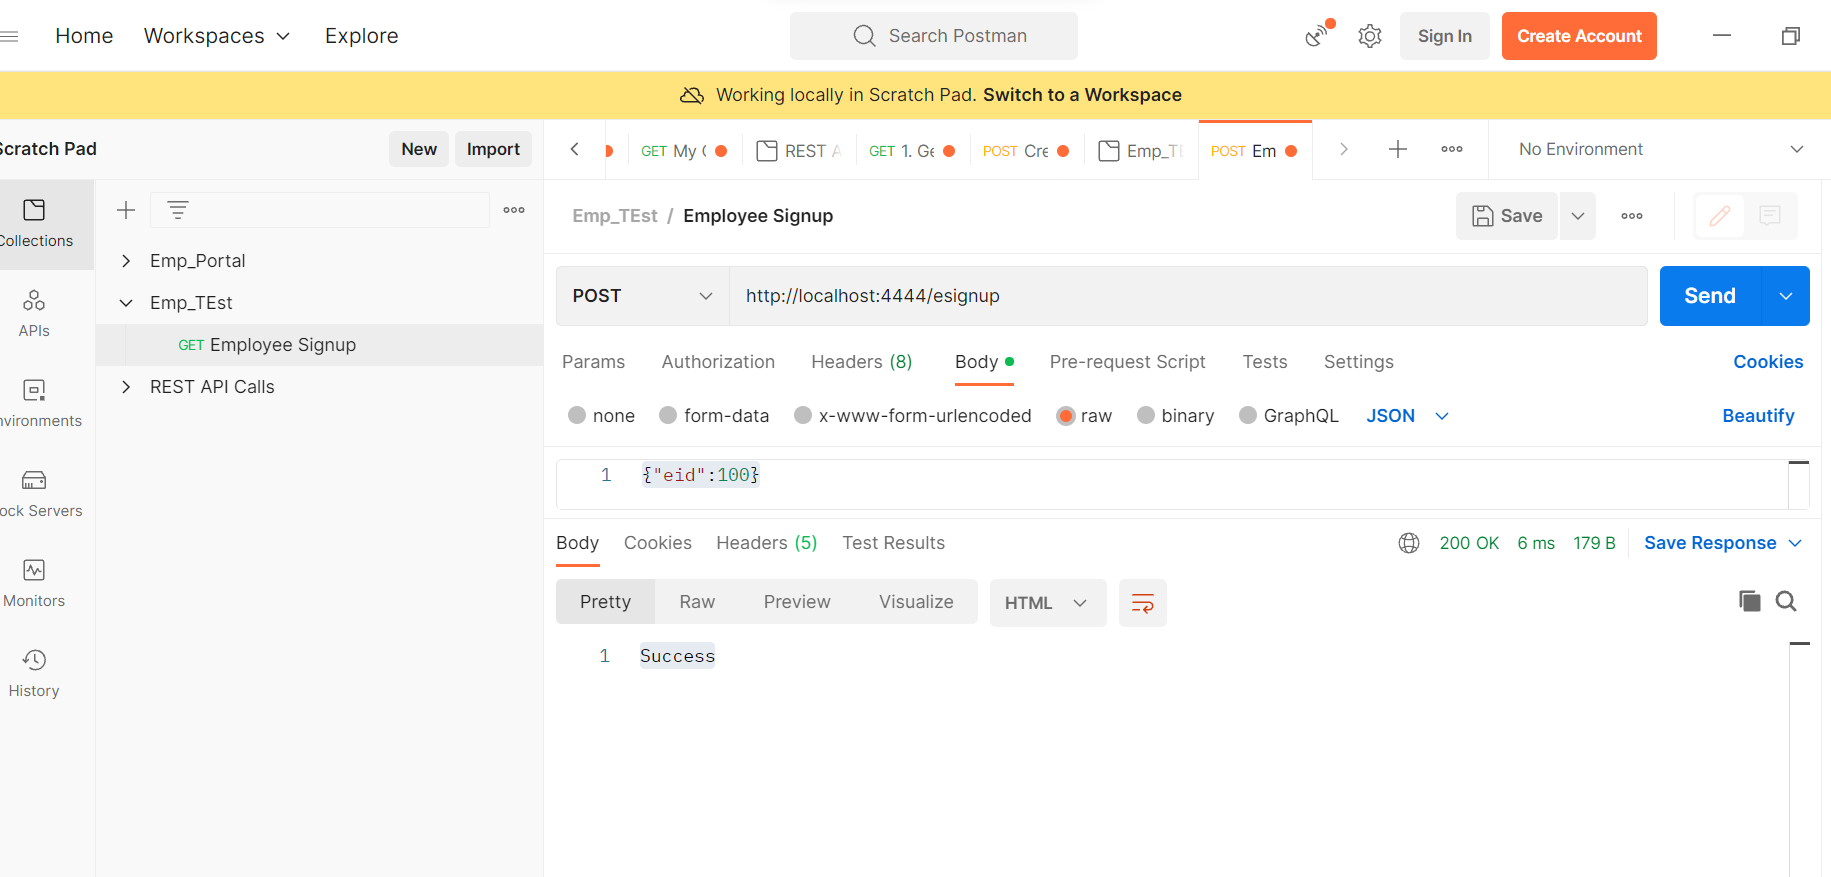 Home Workspaces Explore Search Postman Sign In Create Account
Working locally in Scratch Pad. Switch to a Workspace
Scratch Pad New Import
GET My REST GET 1. Ge POST Cre Emp_TE POST Em No Environment
Collections
APIs
Environments
Mock Servers
Monitors
History
Emp_Portal
Emp_TEst
GET Employee Signup
REST API Calls
Emp_TEst / Employee Signup Save
POST http://localhost:4444/esignup Send
Params Authorization Headers (8) Body Pre-request Script Tests Settings Cookies
none form-data x-www-form-urlencoded raw binary GraphQL JSON Beautify
1 {"eid":100}
Body Cookies Headers (5) Test Results 200 OK 6 ms 179 B Save Response
Pretty Raw Preview Visualize HTML
1 Success